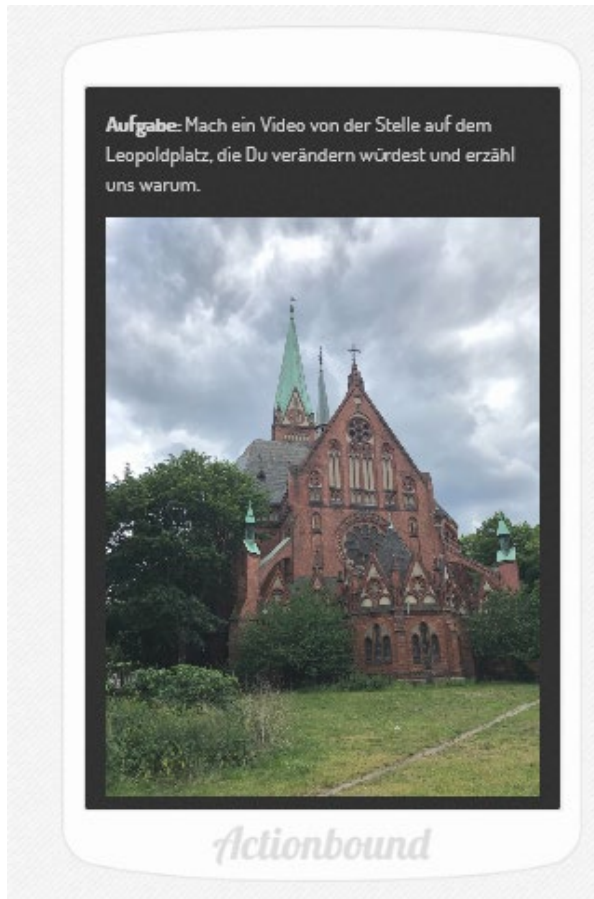 Aufgabe: Mach ein Video von der Stelle auf dem
Leopoldplatz, die Du verändern würdest und erzähl
uns warum.
Actionbound